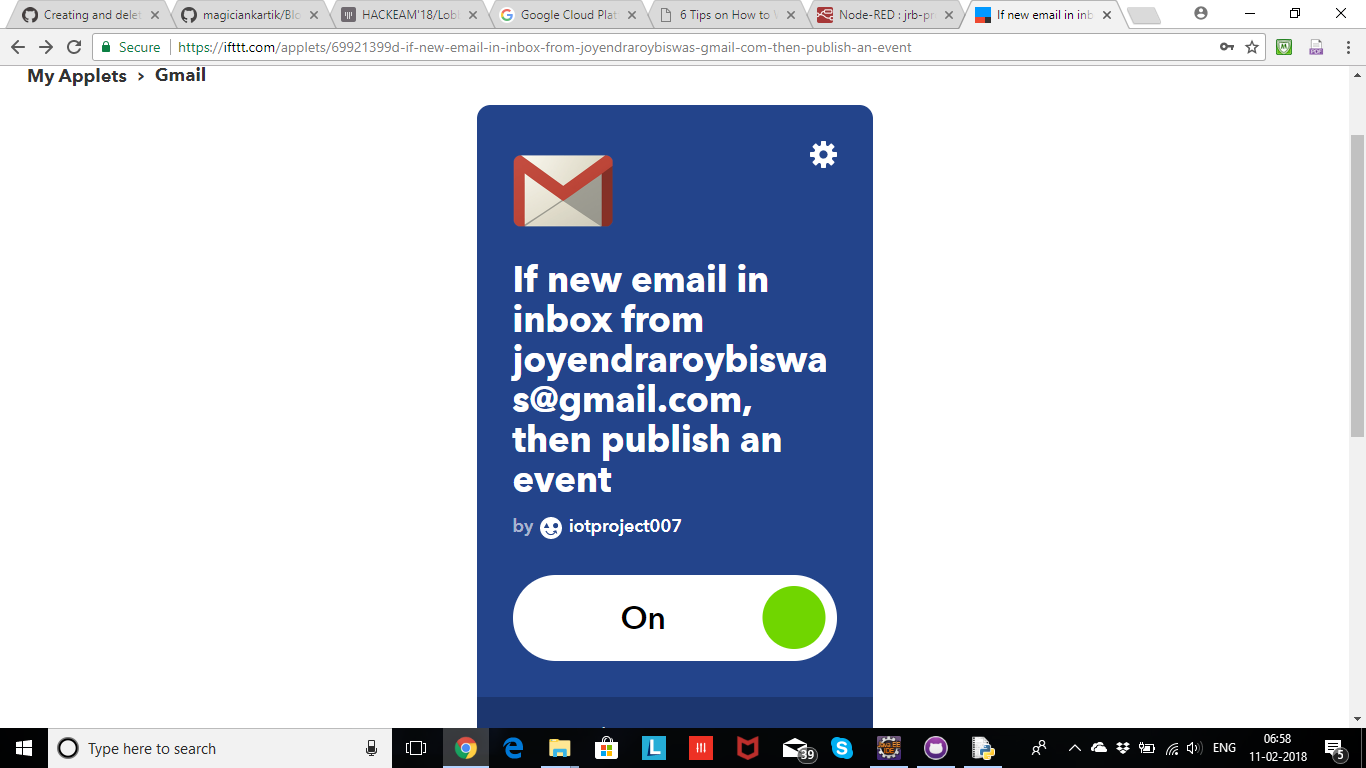 Creating and delet
magiciankartik/Blo
HACKEAM'18/Lobl
Google Cloud Plat
6 Tips on How to V
Node-RED : jrb-pr
If new email in inb
Secure
https://ifttt.com/applets/69921399d-if-new-email-in-inbox-from-joyendraroybiswas-gmail-com-then-publish-an-event
My Applets › Gmail
If new email in
inbox from
joyendraroybiswa
s@gmail.com,
then publish an
event
by iotproject007
On
Type here to search
39
ENG
06:58
11-02-2018
5